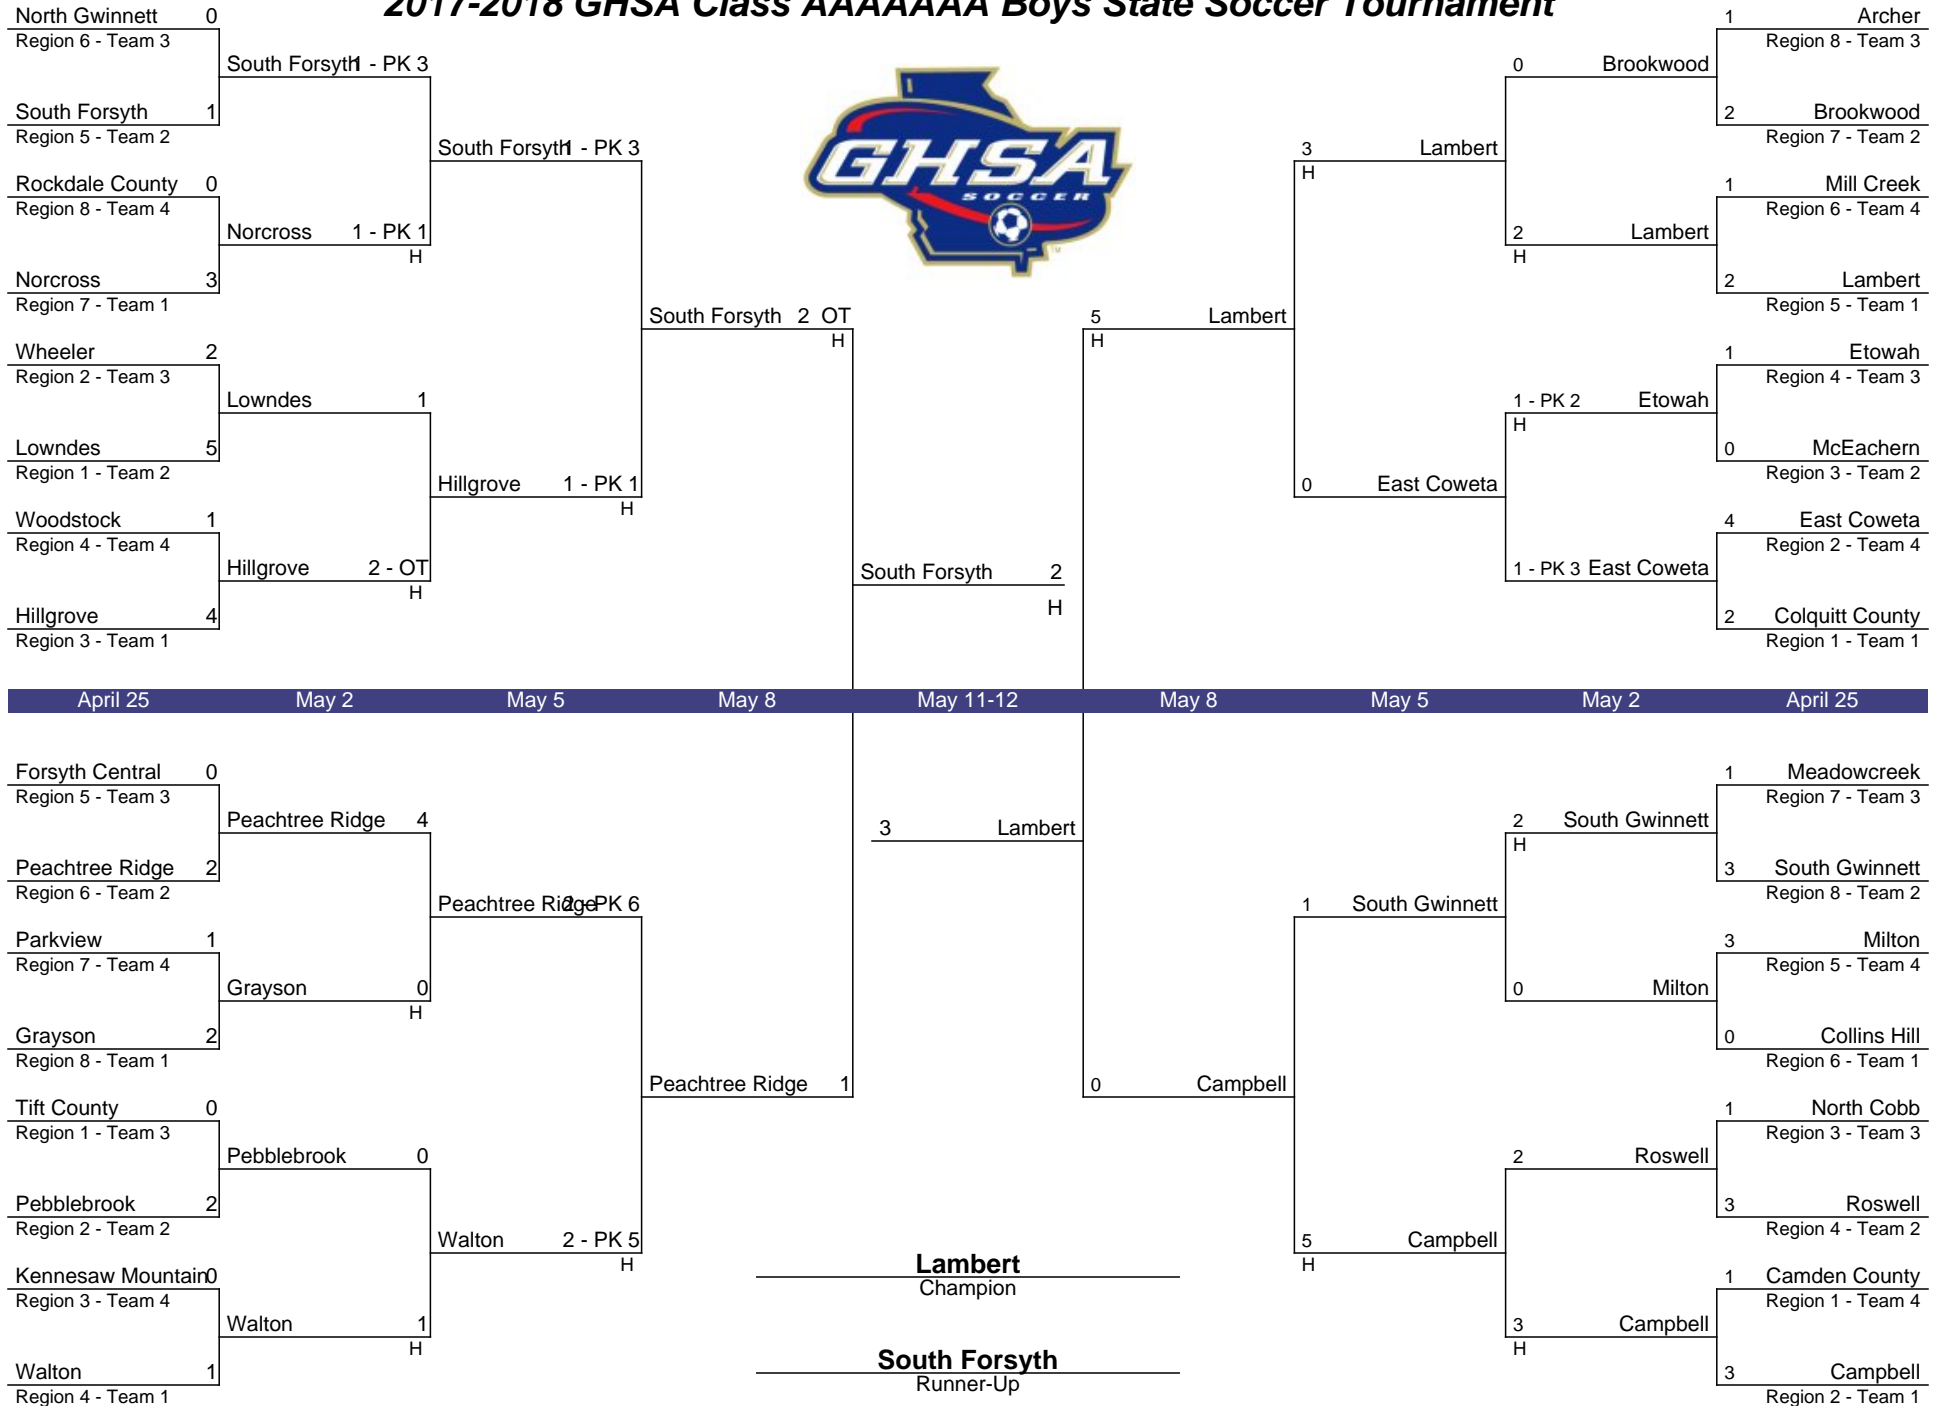 2017-2018 GHSA Class AAAAAAA Boys State Soccer Tournament
GHSA
SOCCER
TM
North Gwinnett 0
Region 6 - Team 3
South Forsyth 1
Region 5 - Team 2
Rockdale County 0
Region 8 - Team 4
Norcross 3
Region 7 - Team 1
Wheeler 2
Region 2 - Team 3
Lowndes 5
Region 1 - Team 2
Woodstock 1
Region 4 - Team 4
Hillgrove 4
Region 3 - Team 1
South Forsyth 1 - PK 3
Norcross 1 - PK 1
H
Lowndes 1
Hillgrove 2 - OT
H
South Forsyth 1 - PK 3
Hillgrove 1 - PK 1
H
South Forsyth 2 OT
H
South Forsyth 2
H
5 Lambert
H
3 Lambert
H
0 East Coweta
0 Brookwood
2 Lambert
H
1 - PK 2 Etowah
H
1 - PK 3 East Coweta
1 Archer
Region 8 - Team 3
2 Brookwood
Region 7 - Team 2
1 Mill Creek
Region 6 - Team 4
2 Lambert
Region 5 - Team 1
1 Etowah
Region 4 - Team 3
0 McEachern
Region 3 - Team 2
4 East Coweta
Region 2 - Team 4
2 Colquitt County
Region 1 - Team 1
April 25 May 2 May 5 May 8 May 11-12 May 8 May 5 May 2 April 25
Forsyth Central 0
Region 5 - Team 3
Peachtree Ridge 2
Region 6 - Team 2
Parkview 1
Region 7 - Team 4
Grayson 2
Region 8 - Team 1
Tift County 0
Region 1 - Team 3
Pebblebrook 2
Region 2 - Team 2
Kennesaw Mountain 0
Region 3 - Team 4
Walton 1
Region 4 - Team 1
Peachtree Ridge 4
Grayson 0
H
Pebblebrook 0
Walton 1
H
Peachtree Ridge 2 - PK 6
Walton 2 - PK 5
H
Peachtree Ridge 1
3 Lambert
0 Campbell
1 South Gwinnett
5 Campbell
H
2 South Gwinnett
H
0 Milton
2 Roswell
3 Campbell
H
1 Meadowcreek
Region 7 - Team 3
3 South Gwinnett
Region 8 - Team 2
3 Milton
Region 5 - Team 4
0 Collins Hill
Region 6 - Team 1
1 North Cobb
Region 3 - Team 3
3 Roswell
Region 4 - Team 2
1 Camden County
Region 1 - Team 4
3 Campbell
Region 2 - Team 1
Lambert
Champion
South Forsyth
Runner-Up